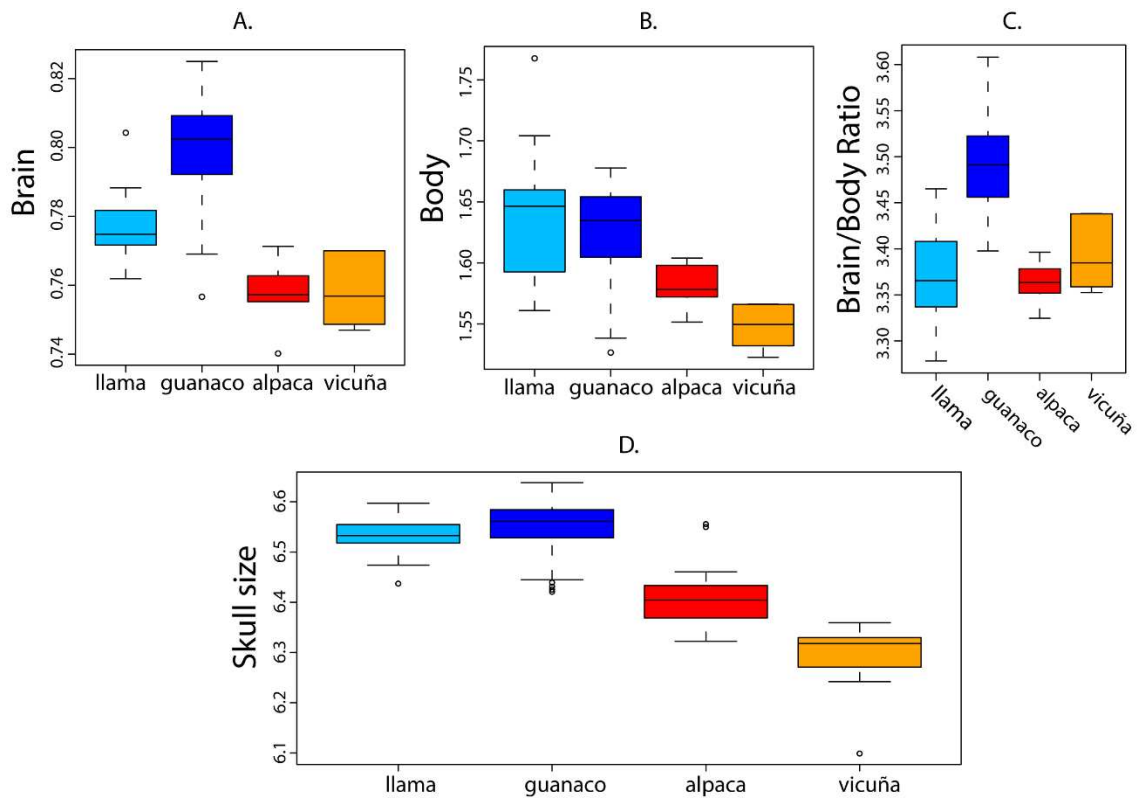 A.
B.
C.
Brain
0.82
0.80
0.78
0.76
0.74
llama guanaco alpaca vicuña
Body
1.75
1.70
1.65
1.60
1.55
llama guanaco alpaca vicuña
Brain/Body Ratio
3.60
3.55
3.50
3.45
3.40
3.35
3.30
llama guanaco alpaca vicuña
D.
Skull size
6.6
6.5
6.4
6.3
6.2
6.1
llama guanaco alpaca vicuña